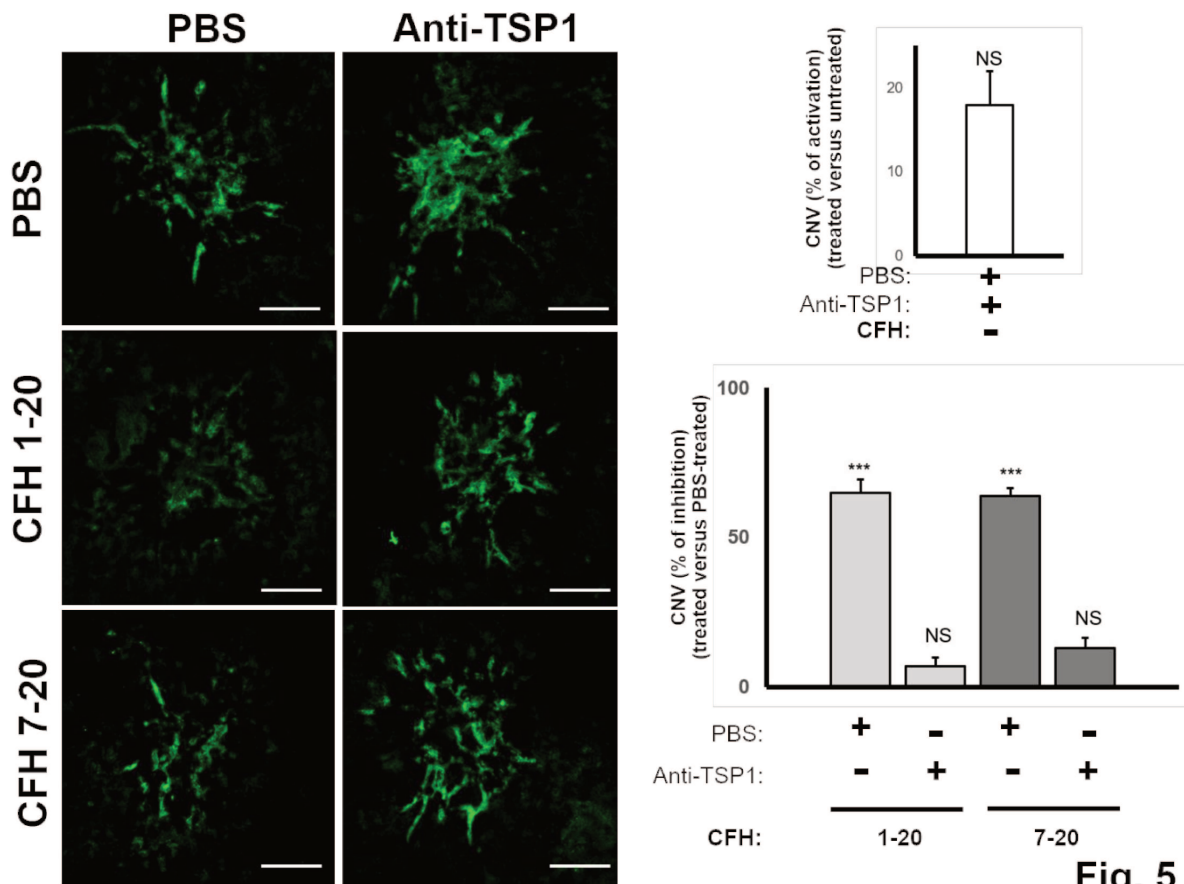 PBS
Anti-TSP1
PBS
CFH 1-20
CFH 7-20
CNV (% of activation)
(treated versus untreated)
20
10
0
NS
PBS: +
Anti-TSP1: +
CFH: -
CNV (% of inhibition)
(treated versus PBS-treated)
100
50
0
***
NS
***
NS
PBS: + - + -
Anti-TSP1: - + - +
CFH: 1-20 7-20
Fig. 5